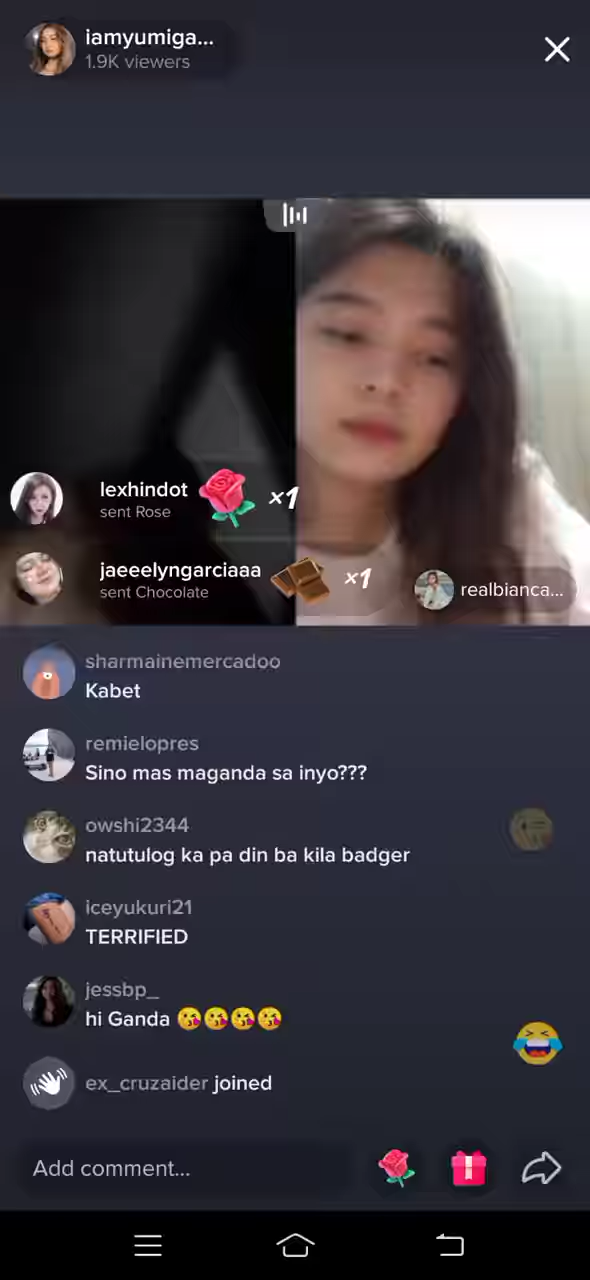 iamyumiga...
1.9K viewers
lexhindot
sent Rose
×1
jaeeelyngarciaaa
sent Chocolate
×1
realbianca...
sharmainemercadoo
Kabet
remielopres
Sino mas maganda sa inyo???
owshi2344
natutulog ka pa din ba kila badger
iceyukuri21
TERRIFIED
jessbp_
hi Ganda 😘😘😘😘
ex_cruzaider joined
Add comment...